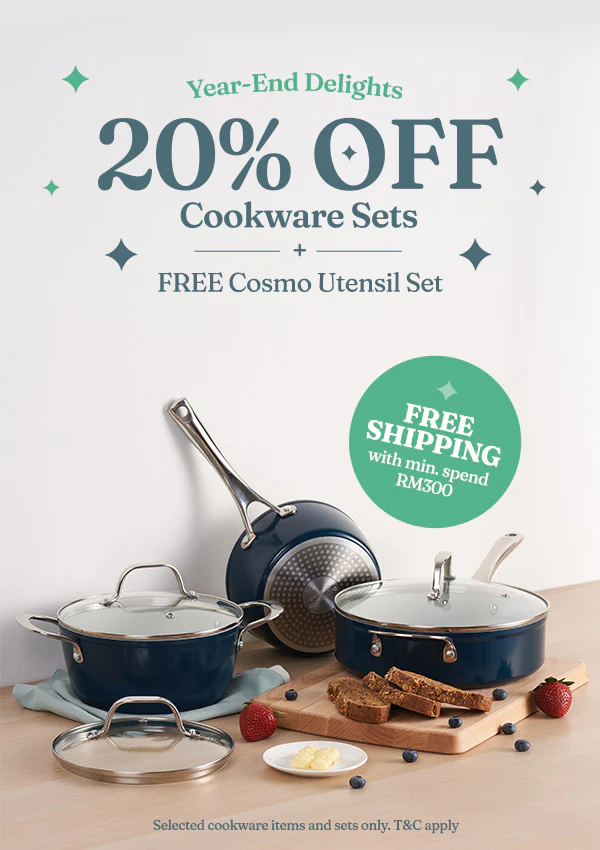 Year-End Delights
20% OFF
Cookware Sets
+
FREE Cosmo Utensil Set
FREE
SHIPPING
with min. spend
RM300
Selected cookware items and sets only. T&C apply